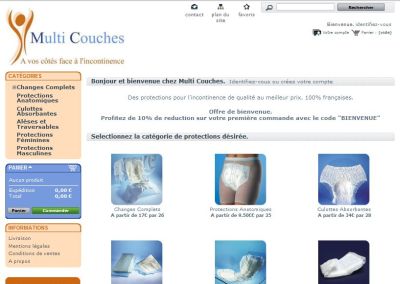 contact
plan du site
favoris
Rechercher
Multi Couches
A vos côtés face à l'incontinence
Bienvenue, identifiez-vous
Votre compte Panier : (vide)
CATÉGORIES
Changes Complets
Protections Anatomiques
Culottes Absorbantes
Alèses et Traversables
Protections Féminines
Protections Masculines
PANIER
Aucun produit
Expédition 0,00 €
Total 0,00 €
Panier Commander
INFORMATIONS
Livraison
Mentions légales
Conditions de ventes
A propos
Bonjour et bienvenue chez Multi Couches. Identifiez-vous ou créez votre compte
Des protections pour l'incontinence de qualité au meilleur prix, 100% françaises.
Offre de bienvenue.
Profitez de 10% de reduction sur votre première commande avec le code "BIENVENUE"
Selectionnez la catégorie de protections désirée.
Changes Complets
A partir de 17€ par 26
Protections Anatomiques
A partir de 9.50€ par 25
Culottes Absorbantes
A partir de 34€ par 28